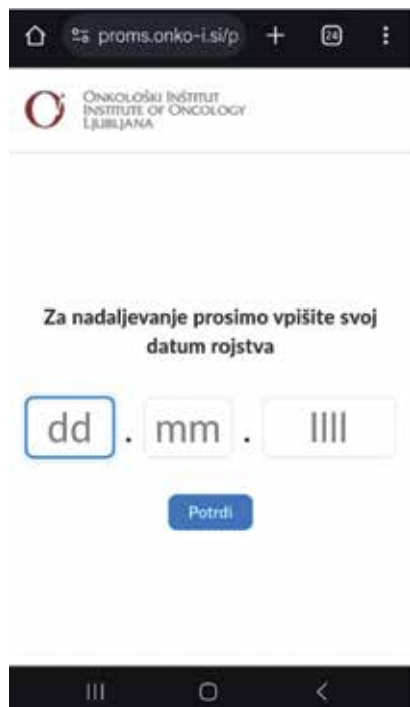 proms.onko-i.si/p
24
ONKOLOŠKI INŠTITUT
INSTITUTE OF ONCOLOGY
LJUBLJANA
Za nadaljevanje prosimo vpišite svoj
datum rojstva
dd . mm . llll
Potrdi